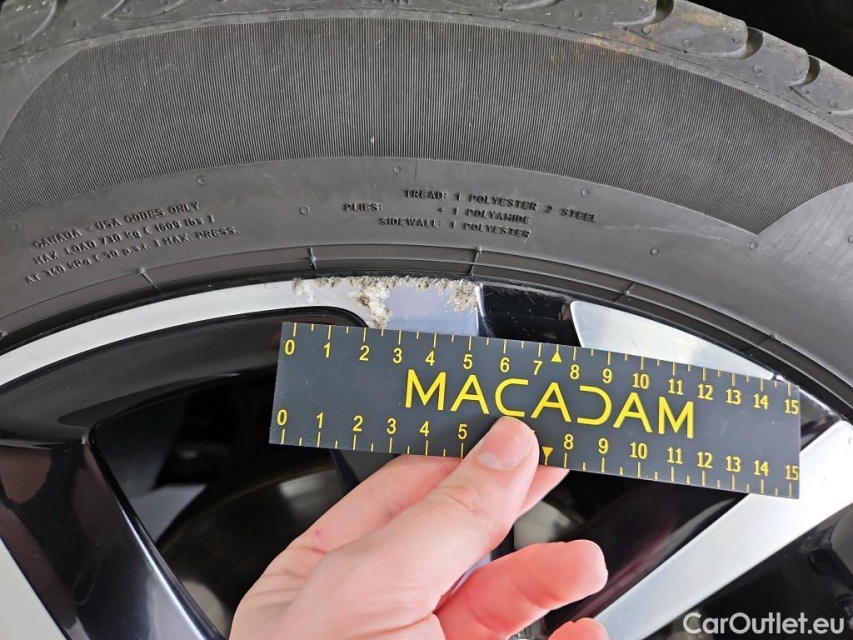 CANADA - USA CODES ONLY
MAX. LOAD 730 kg [ 1609 lbs ]
AT 340 kPa [ 50 p.s.i. ] MAX. PRESS.
PLIES:
TREAD: 1 POLYESTER 2 STEEL
+ 1 POLYAMIDE
SIDEWALL: 1 POLYESTER
0 1 2 3 4 5 6 7 8 9 10 11 12 13 14 15
MACADAM
0 1 2 3 4 5 8 9 10 11 12 13 14 15
CarOutlet.eu